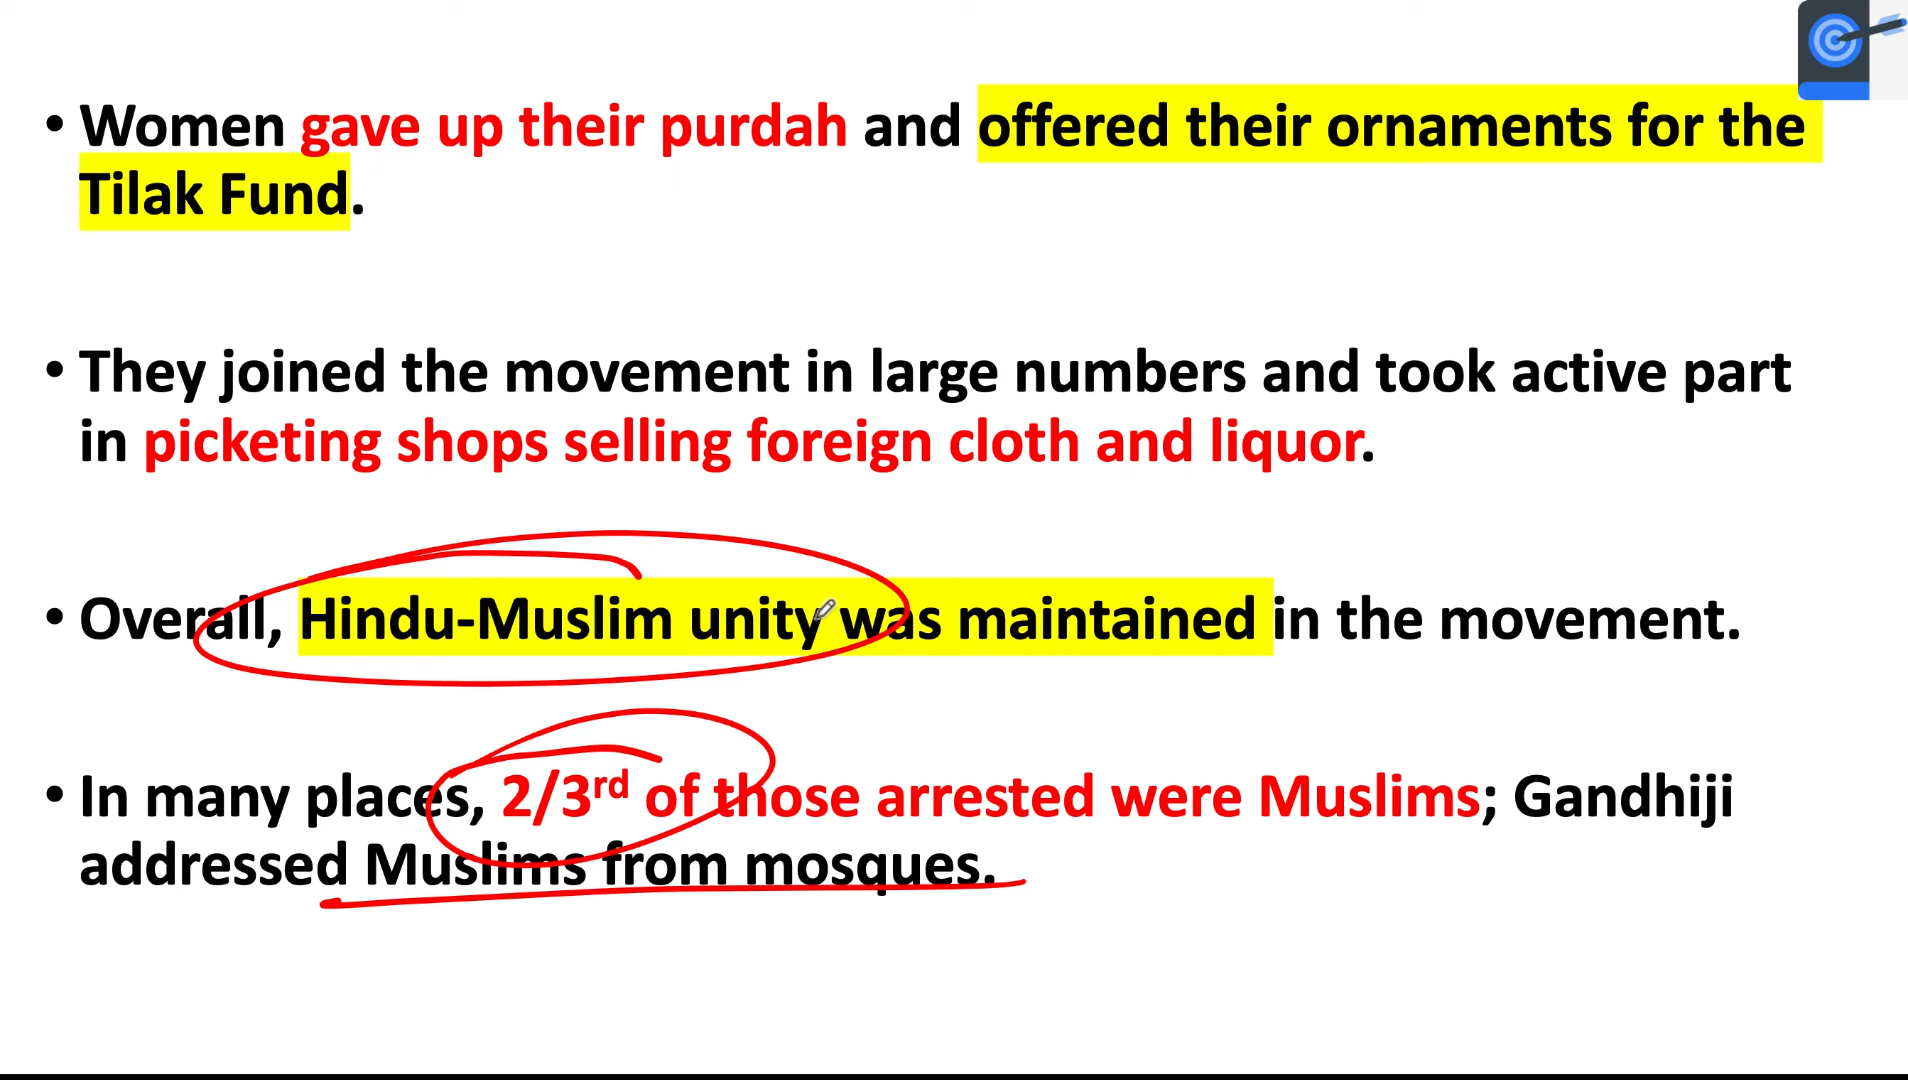 • Women gave up their purdah and offered their ornaments for the
Tilak Fund.
• They joined the movement in large numbers and took active part
in picketing shops selling foreign cloth and liquor.
• Overall, Hindu-Muslim unity was maintained in the movement.
• In many places, 2/3rd of those arrested were Muslims; Gandhiji
addressed Muslims from mosques.